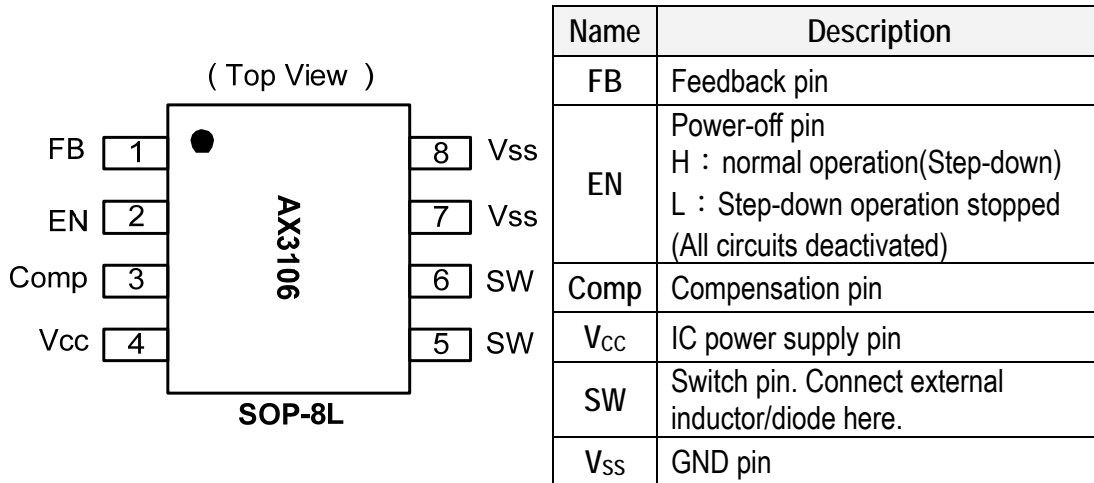 ( Top View )
FB 1
EN 2
Comp 3
Vcc 4
8 Vss
7 Vss
6 SW
5 SW
AX3106
SOP-8L
Name Description
FB Feedback pin
EN Power-off pin
H：normal operation(Step-down)
L：Step-down operation stopped
(All circuits deactivated)
Comp Compensation pin
VCC IC power supply pin
SW Switch pin. Connect external
inductor/diode here.
VSS GND pin